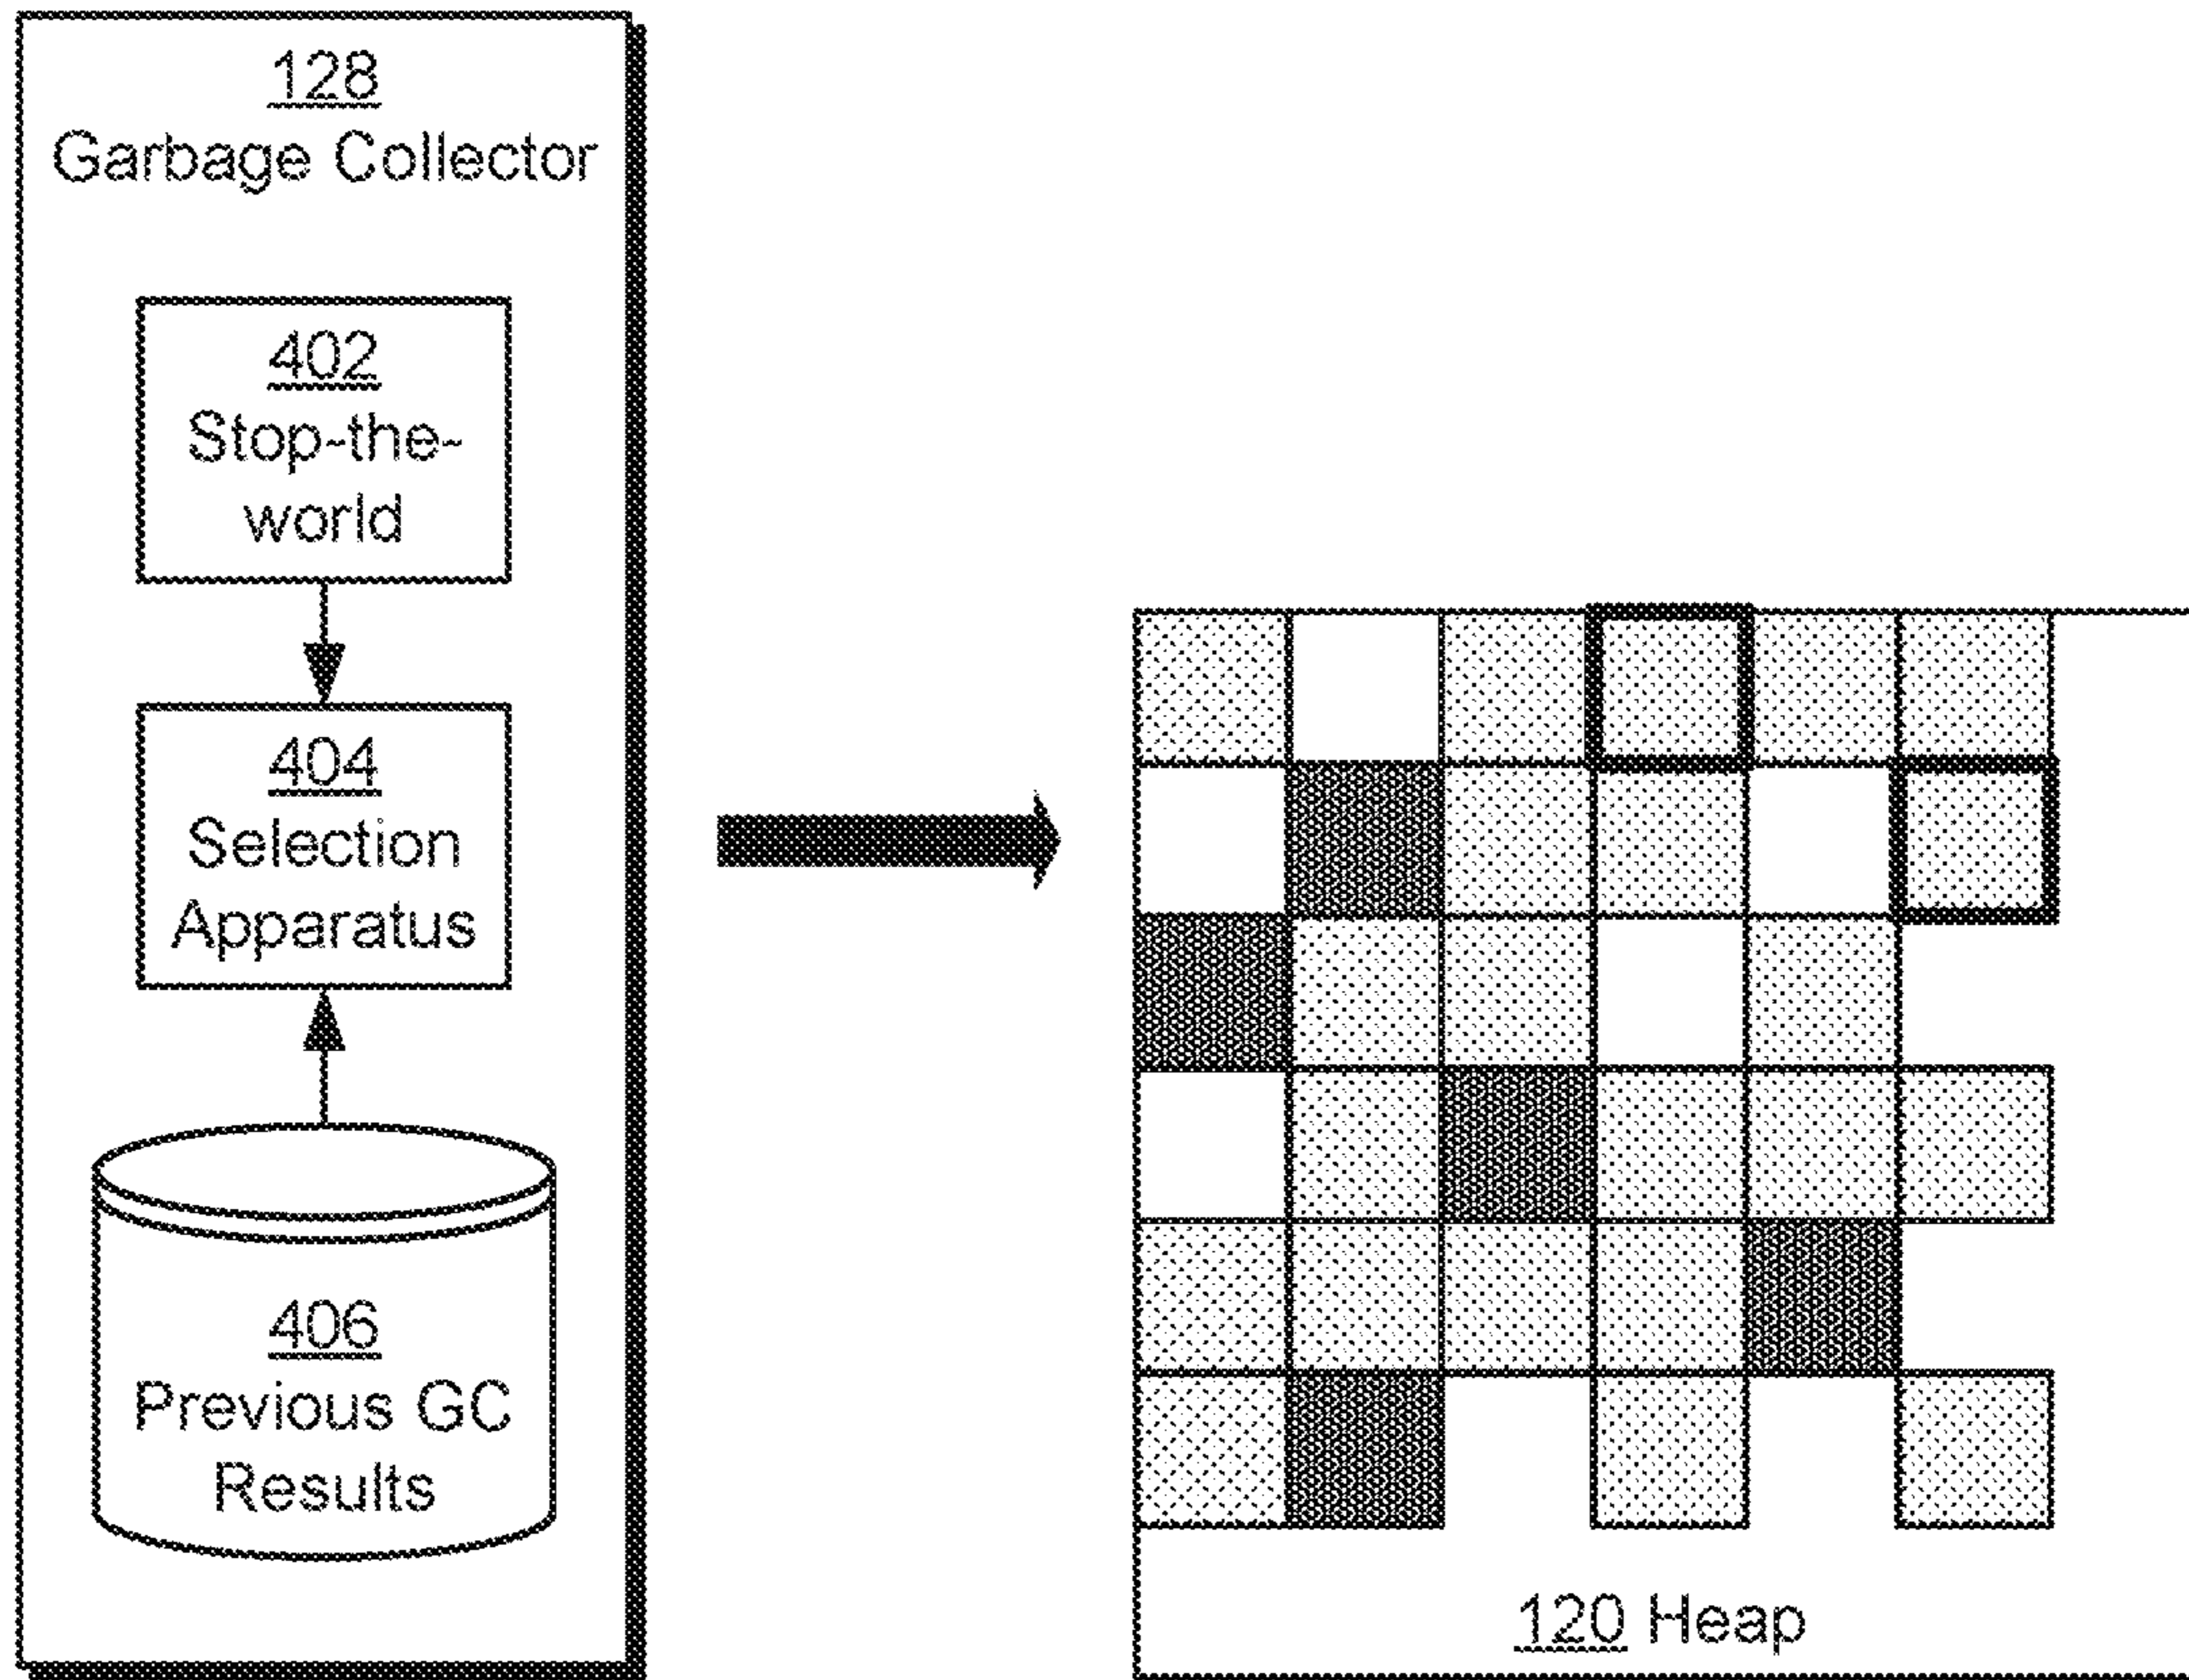 128
Garbage Collector
402
Stop-the-
world
404
Selection
Apparatus
406
Previous GC
Results
120 Heap